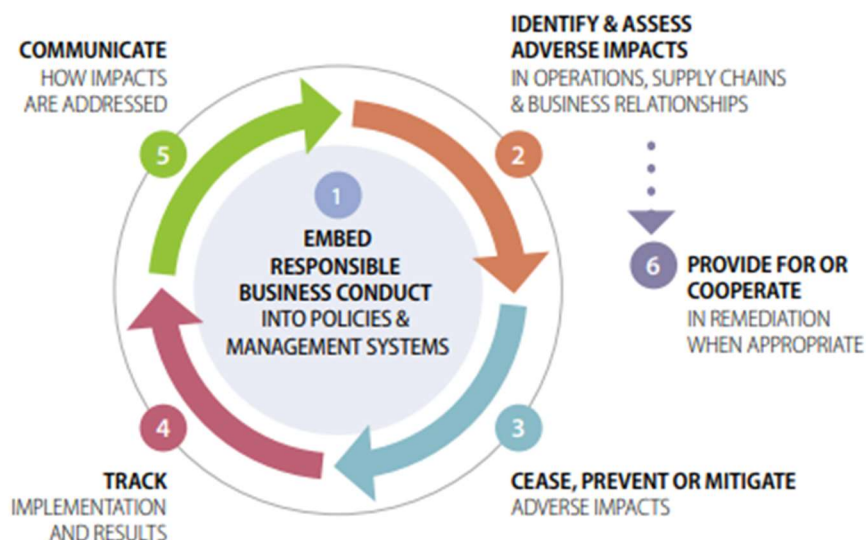 1
EMBED
RESPONSIBLE
BUSINESS CONDUCT
INTO POLICIES &
MANAGEMENT SYSTEMS
2
IDENTIFY & ASSESS
ADVERSE IMPACTS
IN OPERATIONS, SUPPLY CHAINS
& BUSINESS RELATIONSHIPS
3
CEASE, PREVENT OR MITIGATE
ADVERSE IMPACTS
4
TRACK
IMPLEMENTATION
AND RESULTS
5
COMMUNICATE
HOW IMPACTS
ARE ADDRESSED
6
PROVIDE FOR OR
COOPERATE
IN REMEDIATION
WHEN APPROPRIATE